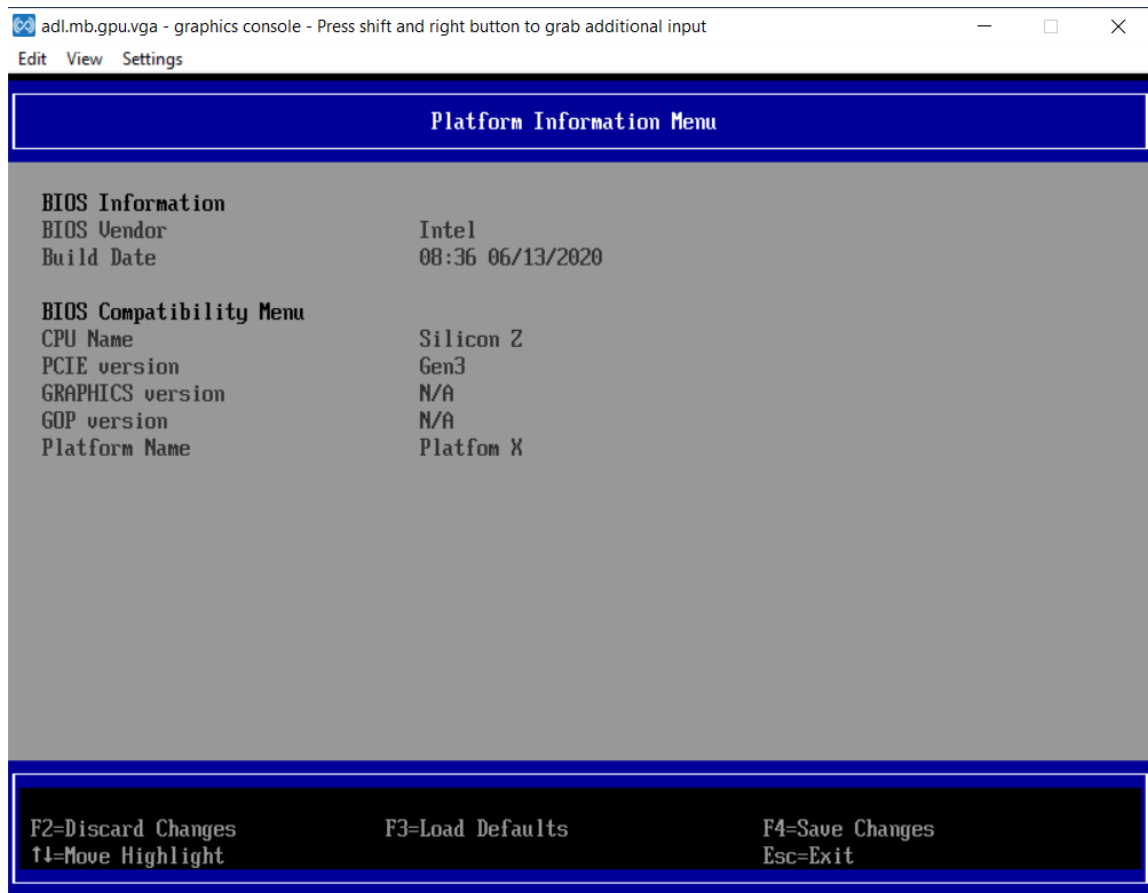 adl.mb.gpu.vga - graphics console - Press shift and right button to grab additional input
Edit View Settings
Platform Information Menu
BIOS Information
BIOS Vendor Intel
Build Date 08:36 06/13/2020
BIOS Compatibility Menu
CPU Name Silicon Z
PCIE version Gen3
GRAPHICS version N/A
GOP version N/A
Platform Name Platfom X
F2=Discard Changes F3=Load Defaults F4=Save Changes
↑↓=Move Highlight Esc=Exit